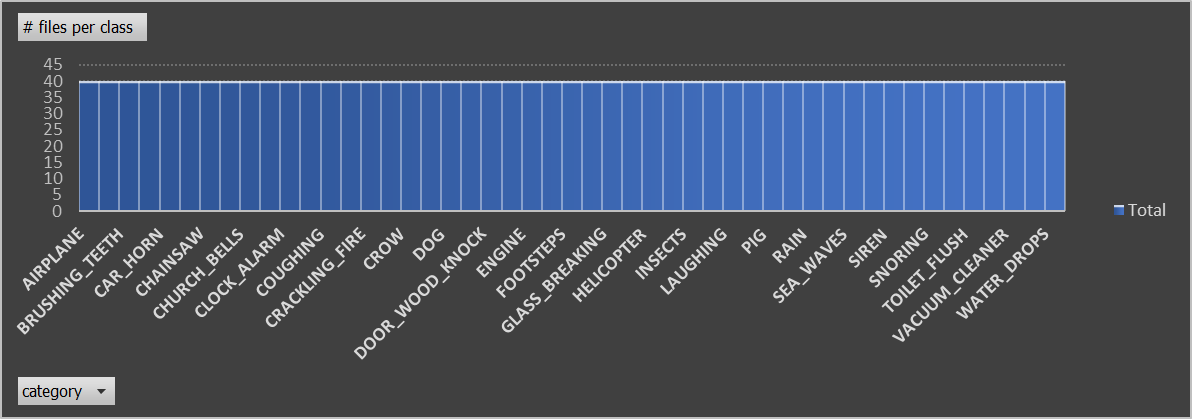 # files per class
45
40
35
30
25
20
15
10
5
0
AIRPLANE
BRUSHING_TEETH
CAR_HORN
CHAINSAW
CHURCH_BELLS
CLOCK_ALARM
COUGHING
CRACKLING_FIRE
CROW
DOG
DOOR_WOOD_KNOCK
ENGINE
FOOTSTEPS
GLASS_BREAKING
HELICOPTER
INSECTS
LAUGHING
PIG
RAIN
SEA_WAVES
SIREN
SNORING
TOILET_FLUSH
VACUUM_CLEANER
WATER_DROPS
Total
category